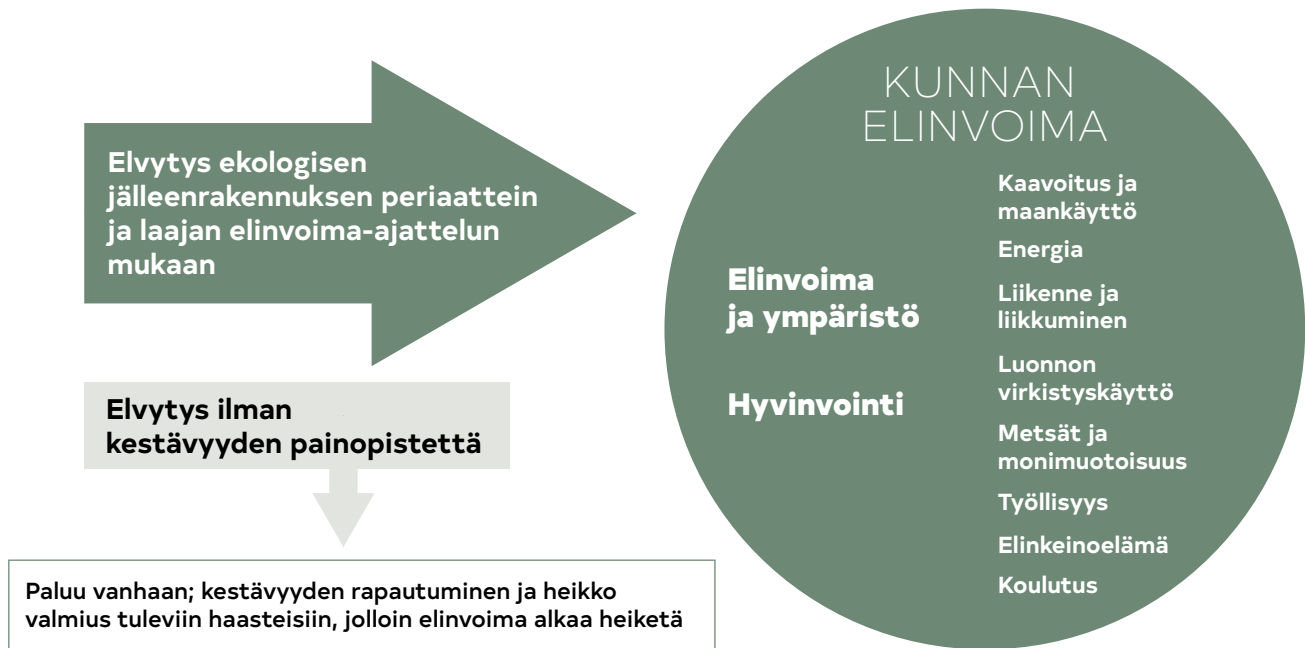 Elvytys ekologisen
jälleenrakennuksen periaattein
ja laajan elinvoima-ajattelun
mukaan
Elvytys ilman
kestävyyden painopistettä
Paluu vanhaan; kestävyyden rapautuminen ja heikko
valmius tuleviin haasteisiin, jolloin elinvoima alkaa heiketä
KUNNAN
ELINVOIMA
Elinvoima
ja ympäristö
Hyvinvointi
Kaavoitus ja
maankäyttö
Energia
Liikenne ja
liikkuminen
Luonnon
virkistyskäyttö
Metsät ja
monimuotoisuus
Työllisyys
Elinkeinoelämä
Koulutus